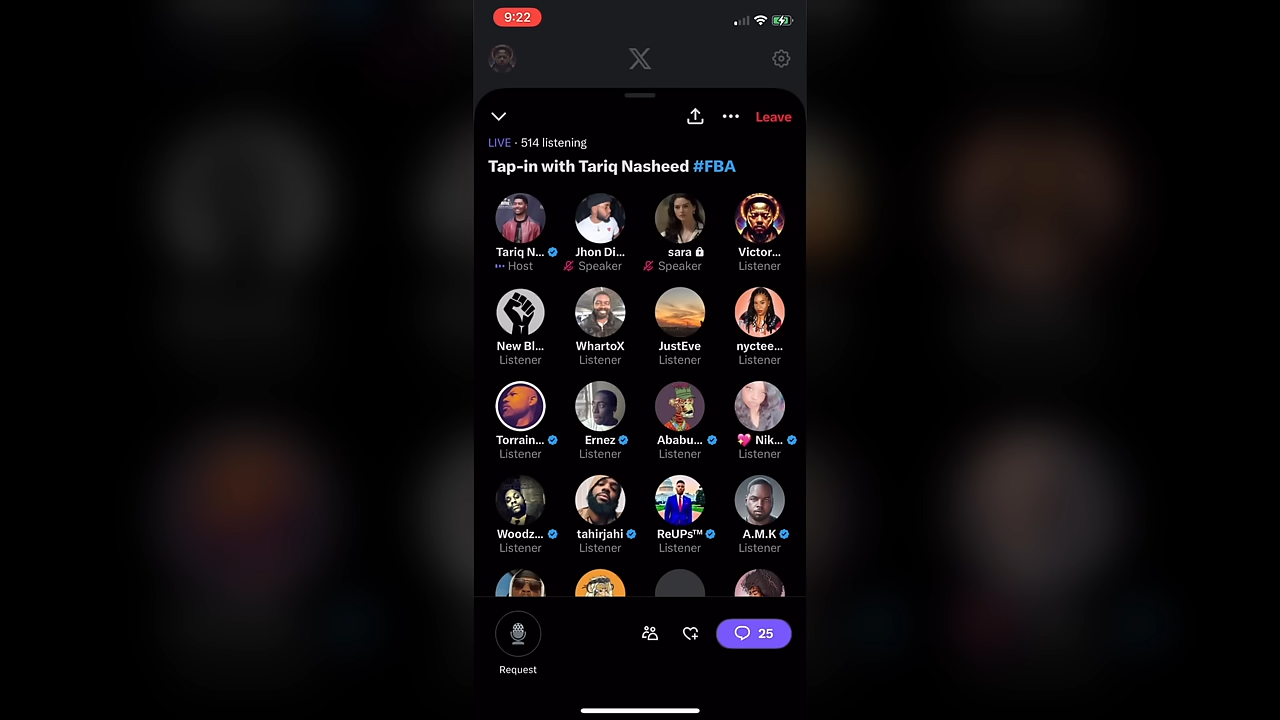 9:22
X
Leave
LIVE · 514 listening
Tap-in with Tariq Nasheed #FBA
Tariq N... Jhon Di... sara Victor...
Host Speaker Speaker Listener
New Bl... WhartoX JustEve nyctee...
Listener Listener Listener Listener
Torrain... Ernez Ababu... 💖 Nik...
Listener Listener Listener Listener
Woodz... tahirjahi ReUPs™ A.M.K
Listener Listener Listener Listener
25
Request